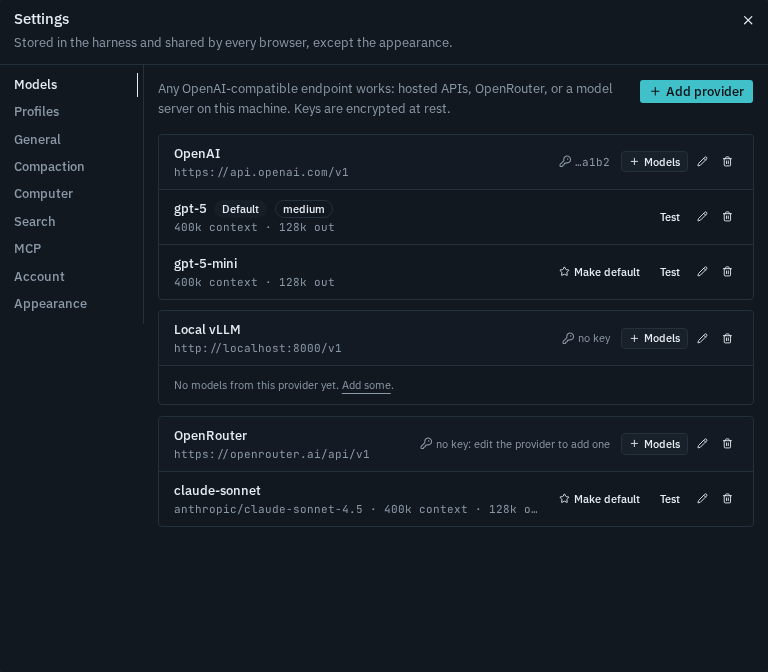 Settings
Stored in the harness and shared by every browser, except the appearance.
Models
Profiles
General
Compaction
Computer
Search
MCP
Account
Appearance
Any OpenAI-compatible endpoint works: hosted APIs, OpenRouter, or a model
server on this machine. Keys are encrypted at rest.
+ Add provider
OpenAI
https://api.openai.com/v1
…a1b2
+ Models
gpt-5 Default medium
400k context · 128k out
Test
gpt-5-mini
400k context · 128k out
Make default Test
Local vLLM
http://localhost:8000/v1
no key
+ Models
No models from this provider yet. Add some.
OpenRouter
https://openrouter.ai/api/v1
no key: edit the provider to add one
+ Models
claude-sonnet
anthropic/claude-sonnet-4.5 · 400k context · 128k o…
Make default Test